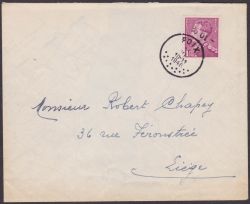 Monsieur Robert Chapey
36 rue Féronstrée
Liège